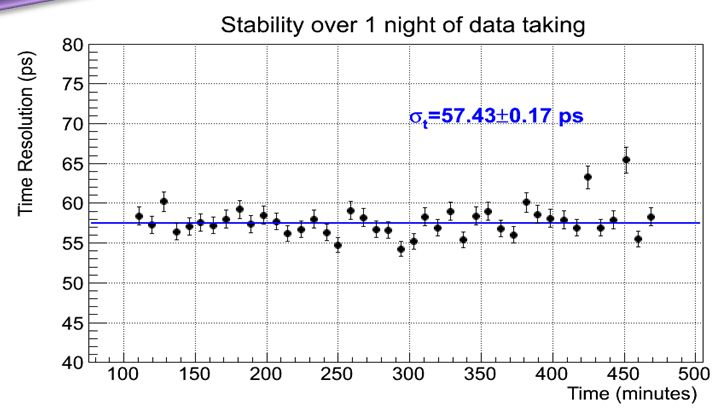 Stability over 1 night of data taking
Time Resolution (ps)
80
75
70
65
60
55
50
45
40
σt=57.43±0.17 ps
100 150 200 250 300 350 400 450 500
Time (minutes)